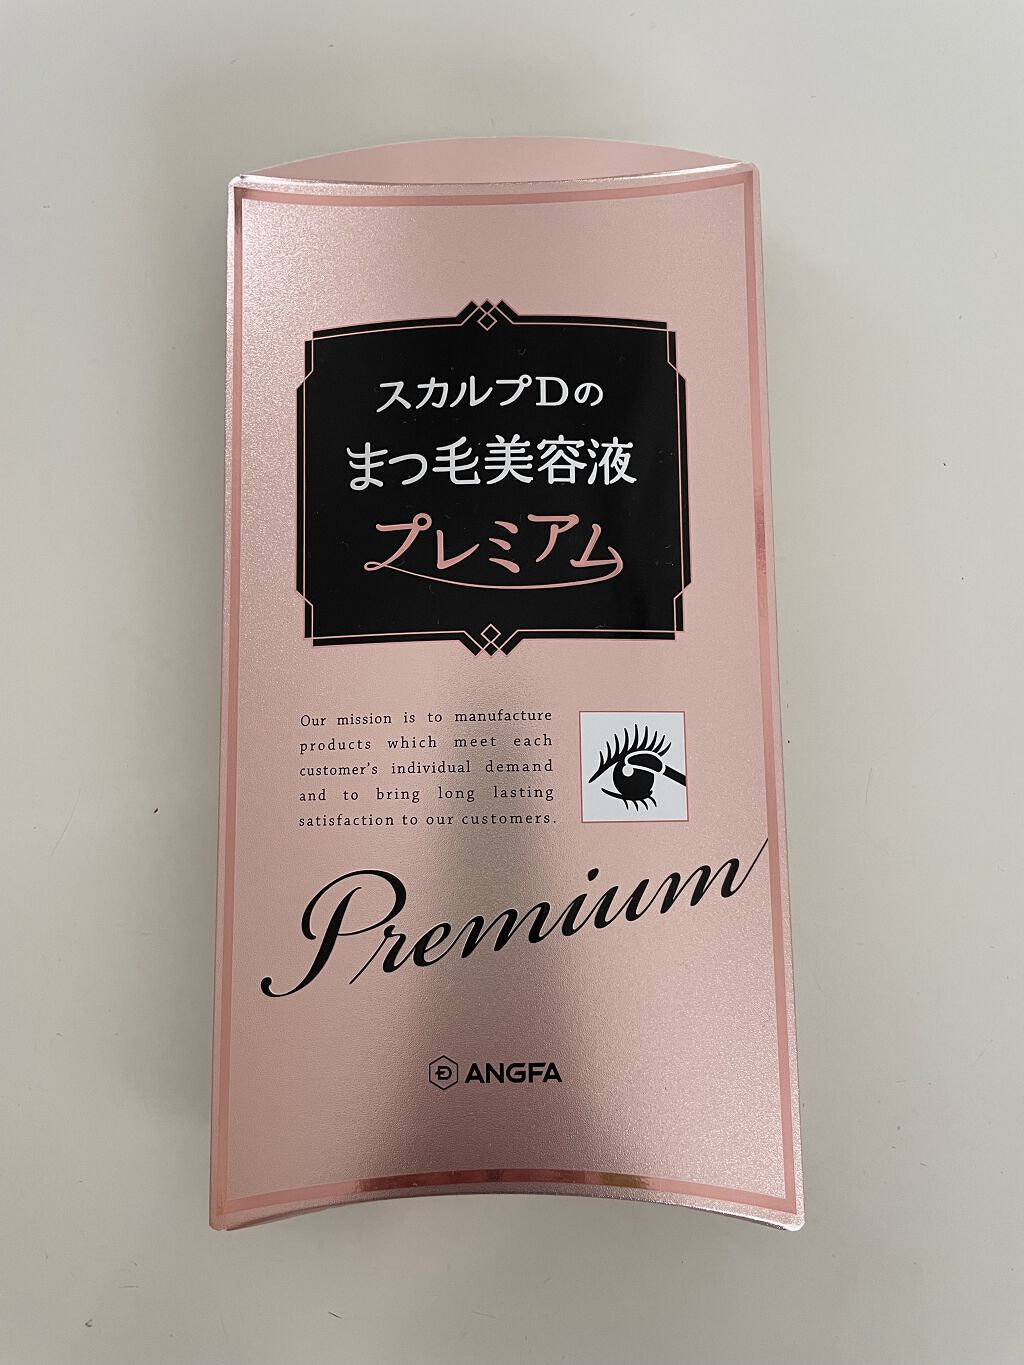 スカルプDの
まつ毛美容液
プレミアム
Our mission is to manufacture
products which meet each
customer's individual demand
and to bring long lasting
satisfaction to our customers.
Premium
ANGFA